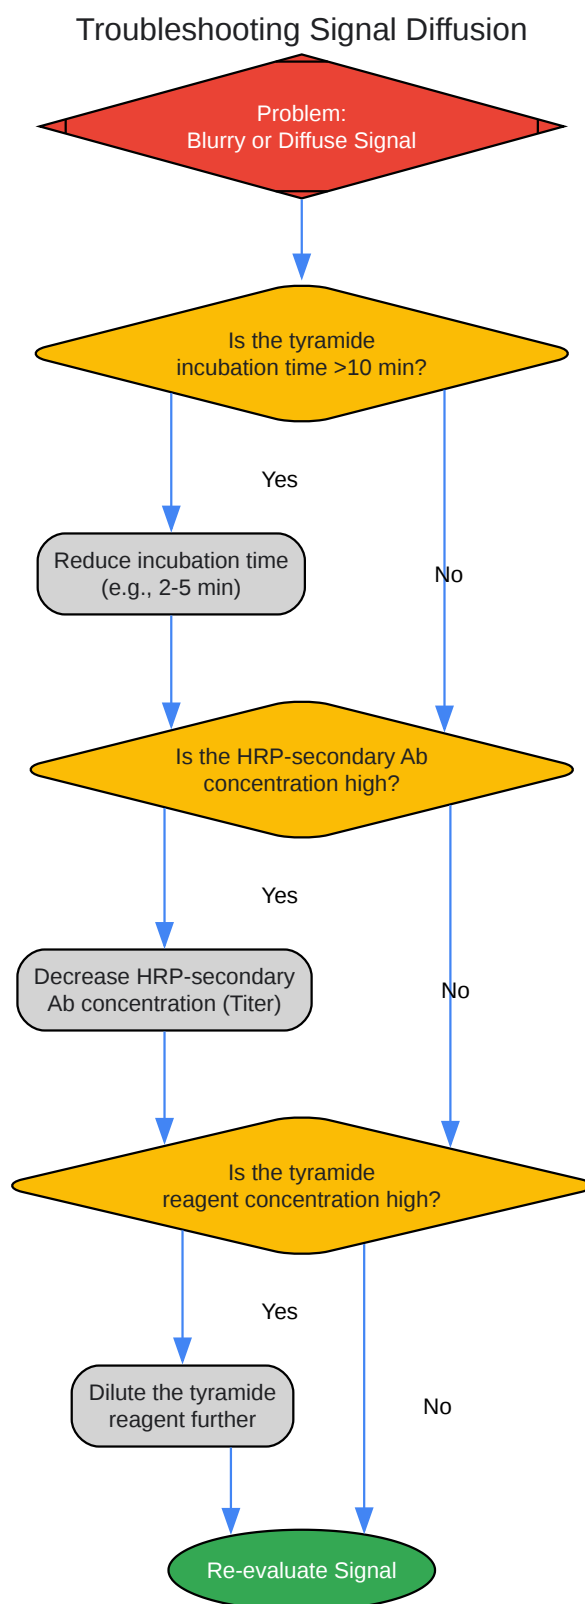 Troubleshooting Signal Diffusion
Problem:
Blurry or Diffuse Signal
Is the tyramide
incubation time >10 min?
Yes
Reduce incubation time
(e.g., 2-5 min)
No
Is the HRP-secondary Ab
concentration high?
Yes
Decrease HRP-secondary
Ab concentration (Titer)
No
Is the tyramide
reagent concentration high?
Yes
Dilute the tyramide
reagent further
No
Re-evaluate Signal